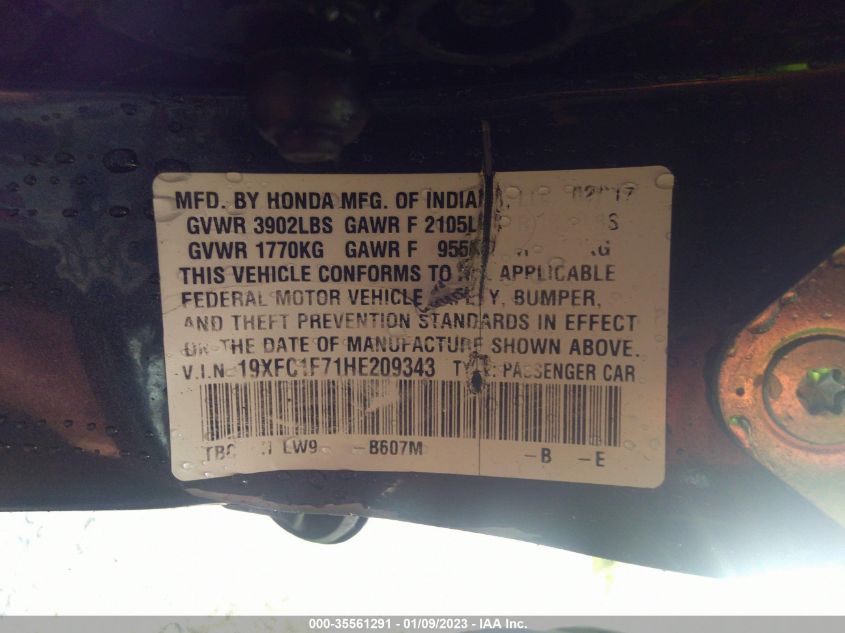 MFD. BY HONDA MFG. OF
GVWR 3902LBS GAWR F
GVWR 1770KG GAWR F
THIS VEHICLE CONFORMS TO APPLICABLE
FEDERAL MOTOR VEHICLE BUMPER,
AND THEFT PREVENTION STANDARDS IN EFFECT
THE DATE OF MANUFACTURE SHOWN ABOVE.
V.I.N. 19XFC1F71HE209343 PASSENGER CAR
LW9 -B607M -B -E
000-35561291 - 01/09/2023 - IAA Inc.